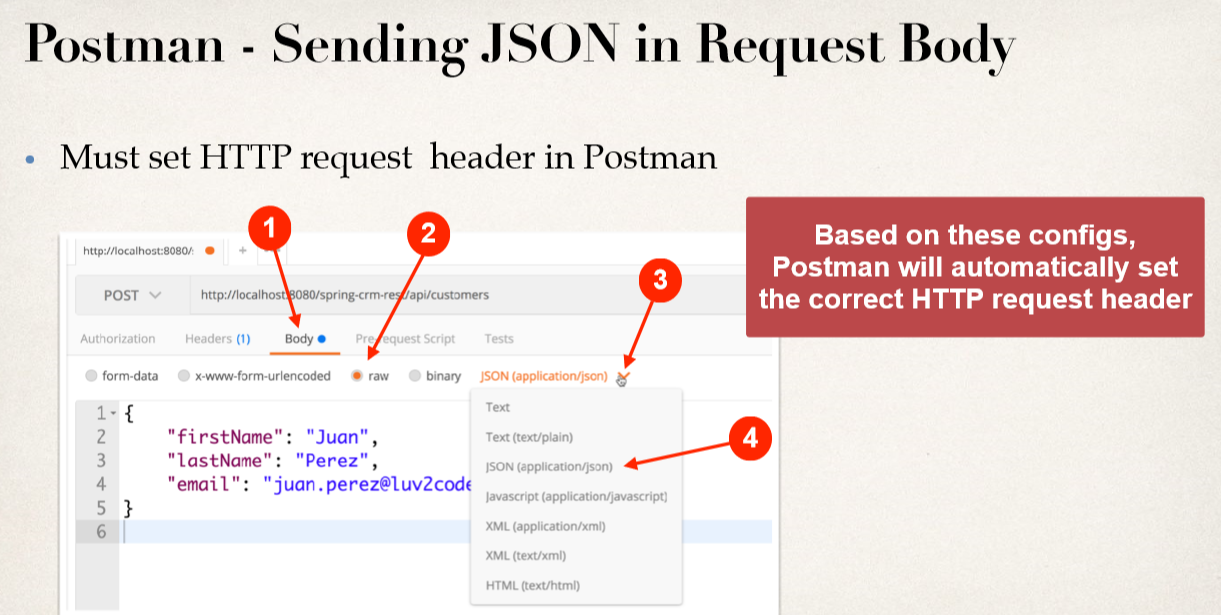 Postman - Sending JSON in Request Body
• Must set HTTP request header in Postman
1
2
3
4
Based on these configs,
Postman will automatically set
the correct HTTP request header
http://localhost:8080/
+
POST
http://localhost:8080/spring-crm-rest/api/customers
Authorization
Headers (1)
Body
Pre-request Script
Tests
form-data
x-www-form-urlencoded
raw
binary
JSON (application/json)
1 {
2 "firstName": "Juan",
3 "lastName": "Perez",
4 "email": "juan.perez@luv2code
5 }
6
Text
Text (text/plain)
JSON (application/json)
Javascript (application/javascript)
XML (application/xml)
XML (text/xml)
HTML (text/html)